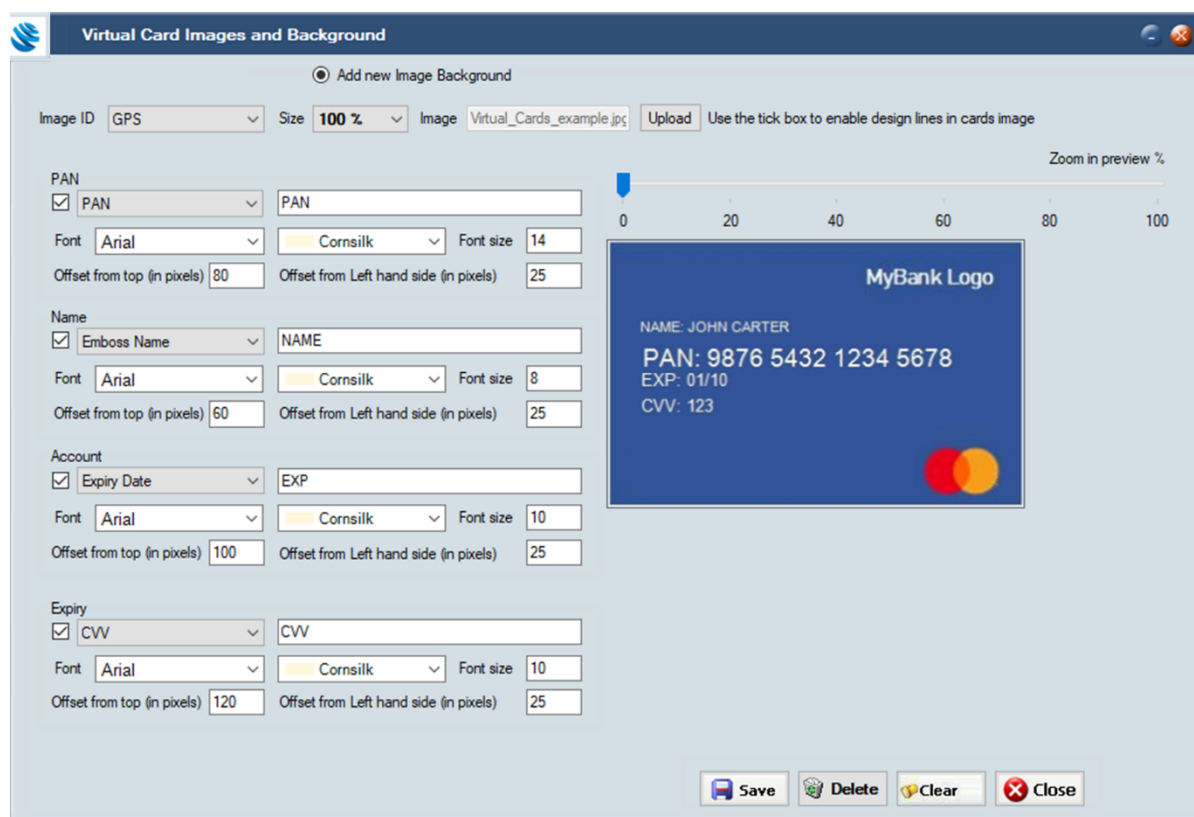 Virtual Card Images and Background
Add new Image Background
Image ID GPS Size 100 % Image Virtual_Cards_example.jpg Upload Use the tick box to enable design lines in cards image
Zoom in preview %
0 20 40 60 80 100
PAN
PAN PAN
Font Arial Cornsilk Font size 14
Offset from top (in pixels) 80 Offset from Left hand side (in pixels) 25
Name
Emboss Name NAME
Font Arial Cornsilk Font size 8
Offset from top (in pixels) 60 Offset from Left hand side (in pixels) 25
Account
Expiry Date EXP
Font Arial Cornsilk Font size 10
Offset from top (in pixels) 100 Offset from Left hand side (in pixels) 25
Expiry
CVV CVV
Font Arial Cornsilk Font size 10
Offset from top (in pixels) 120 Offset from Left hand side (in pixels) 25
MyBank Logo
NAME: JOHN CARTER
PAN: 9876 5432 1234 5678
EXP: 01/10
CVV: 123
Save Delete Clear Close